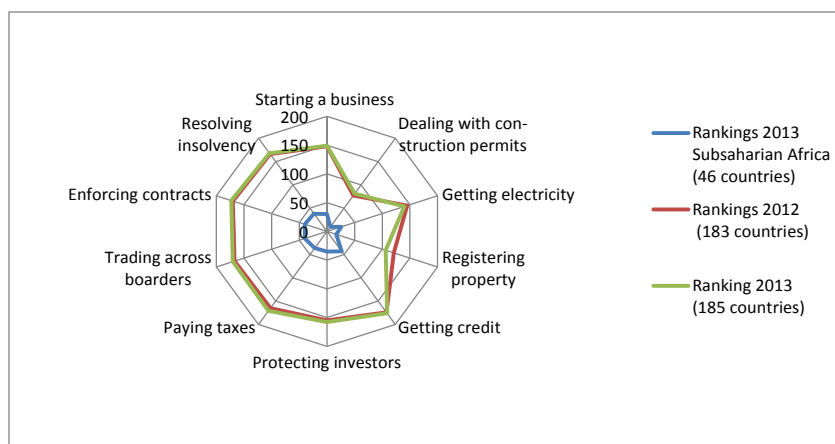 Starting a business
200
150
100
50
0
Dealing with con-
struction permits
Getting electricity
Registering
property
Getting credit
Protecting investors
Paying taxes
Trading across
boarders
Enforcing contracts
Resolving
insolvency
Rankings 2013
Subsaharian Africa
(46 countries)
Rankings 2012
(183 countries)
Ranking 2013
(185 countries)